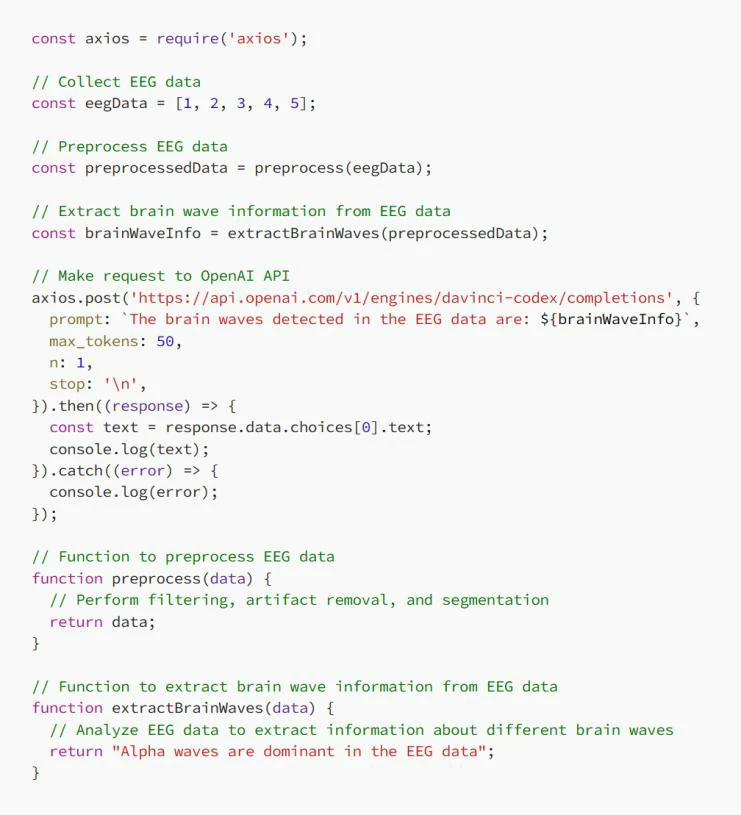 const axios = require('axios');
// Collect EEG data
const eegData = [1, 2, 3, 4, 5];
// Preprocess EEG data
const preprocessedData = preprocess(eegData);
// Extract brain wave information from EEG data
const brainWaveInfo = extractBrainWaves(preprocessedData);
// Make request to OpenAI API
axios.post('https://api.openai.com/v1/engines/davinci-codex/completions', {
  prompt: `The brain waves detected in the EEG data are: ${brainWaveInfo}`,
  max_tokens: 50,
  n: 1,
  stop: '\n',
}).then((response) => {
  const text = response.data.choices[0].text;
  console.log(text);
}).catch((error) => {
  console.log(error);
});
// Function to preprocess EEG data
function preprocess(data) {
  // Perform filtering, artifact removal, and segmentation
  return data;
}
// Function to extract brain wave information from EEG data
function extractBrainWaves(data) {
  // Analyze EEG data to extract information about different brain waves
  return "Alpha waves are dominant in the EEG data";
}